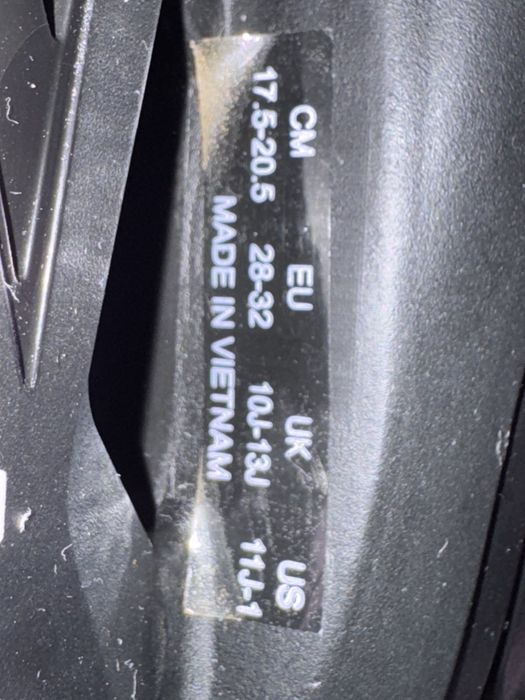 CM EU UK US
17.5-20.5 28-32 10J-13J 11J-1
MADE IN VIETNAM